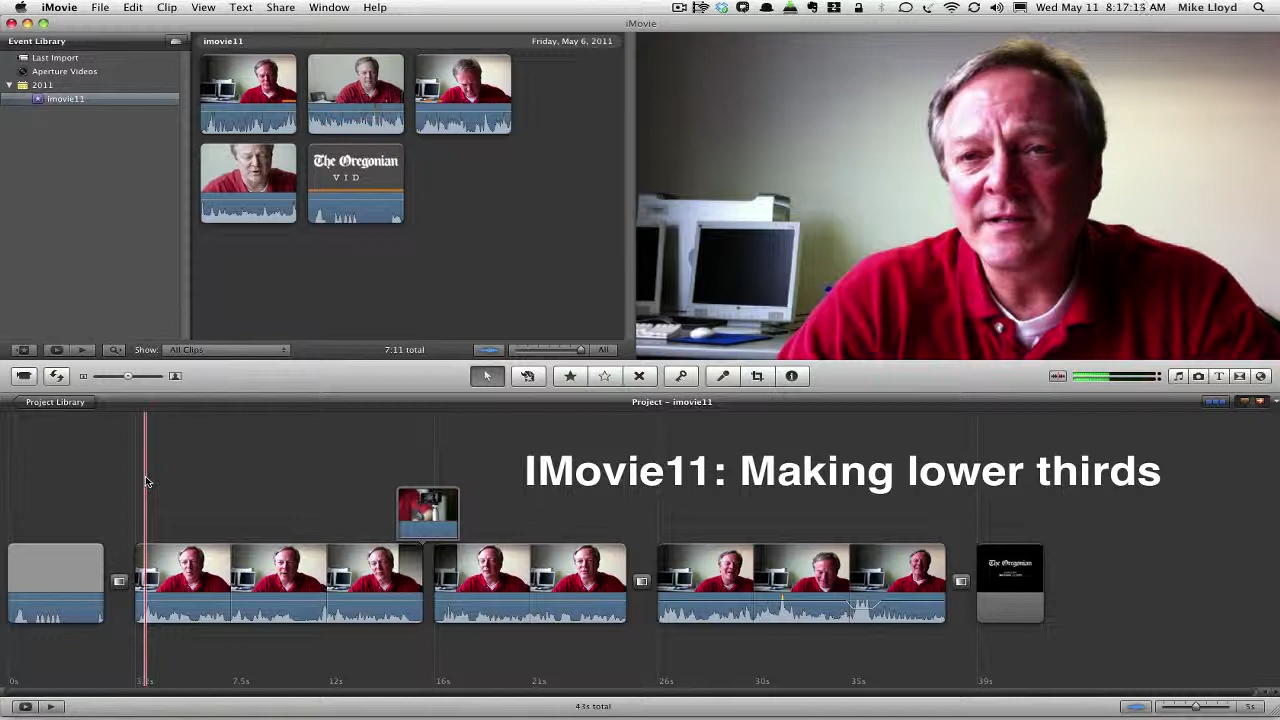 iMovie File Edit Clip View Text Share Window Help
2
Wed May 11 8:17:15 AM Mike Lloyd
iMovie
Event Library
imovie11 Friday, May 6, 2011
Last Import
Aperture Videos
2011
imovie11
The Oregonian
VID
Show: All Clips 7:11 total All
Project Library
Project - imovie11
IMovie11: Making lower thirds
The Oregonian
0s 7.5s 12s 16s 21s 26s 30s 35s 39s
43s total
5s